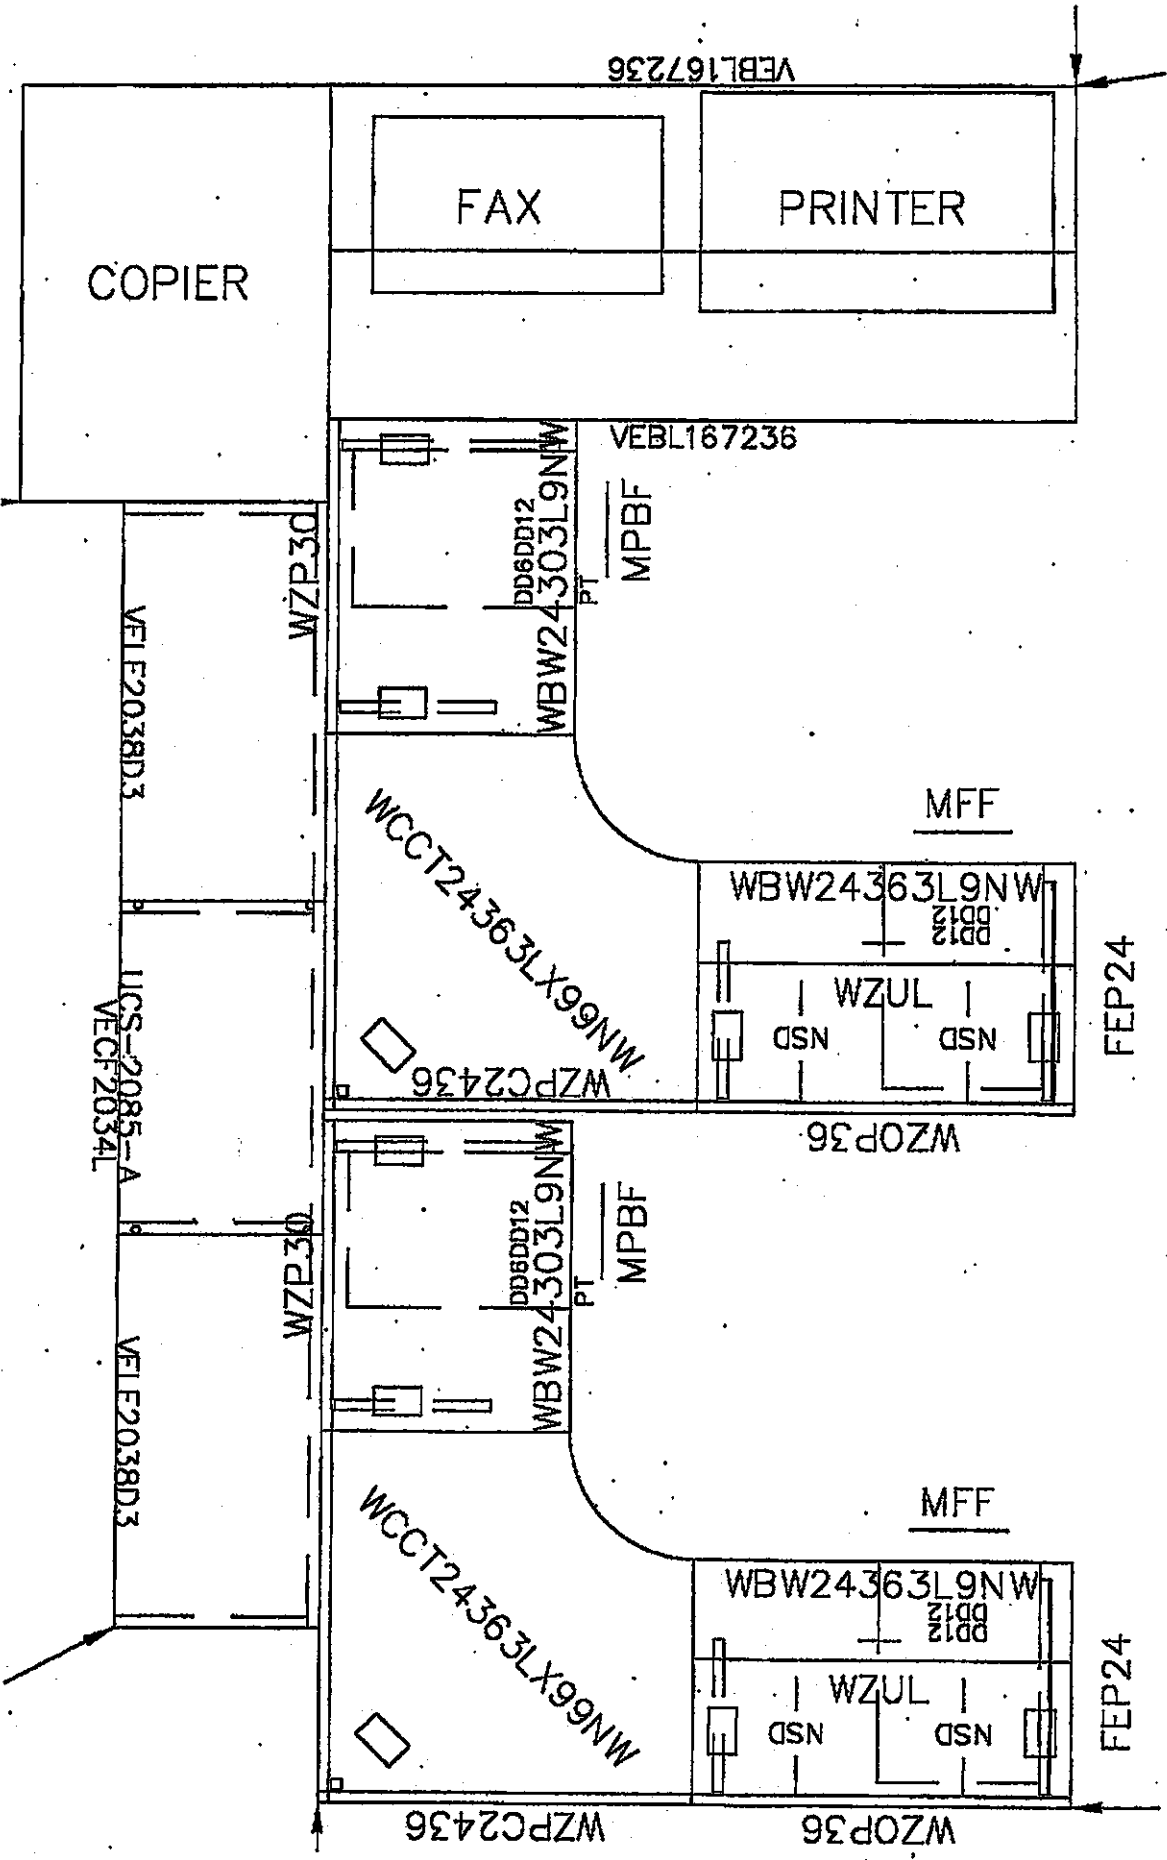 VEBL167236
FAX
PRINTER
COPIER
VEBL167236
WZP30
DD6DD12
WBW24303L9NW
PT
MPBF
VELE2038D3
WCCT24363LX99NW
MFF
WBW24363L9NW
DD12
DD12
WZUL
NSD
NSD
FEP24
UCS-2085-A
VECF2034L
WZPC2436
WZOP36
WZP30
DD6DD12
WBW24303L9NW
PT
MPBF
VELE2038D3
WCCT24363LX99NW
MFF
WBW24363L9NW
DD12
DD12
WZUL
NSD
NSD
FEP24
WZPC2436
WZOP36